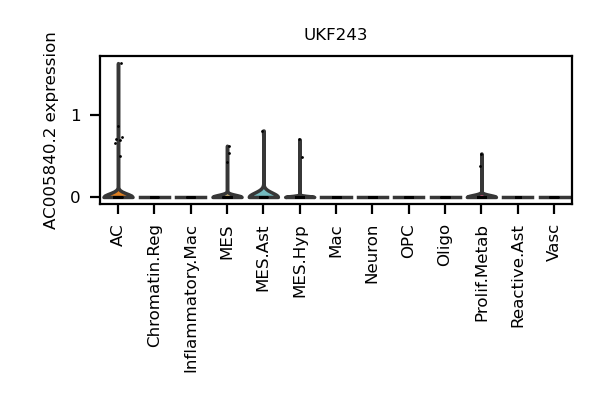 UKF243
AC005840.2 expression
1
0
AC
Chromatin.Reg
Inflammatory.Mac
MES
MES.Ast
MES.Hyp
Mac
Neuron
OPC
Oligo
Prolif.Metab
Reactive.Ast
Vasc